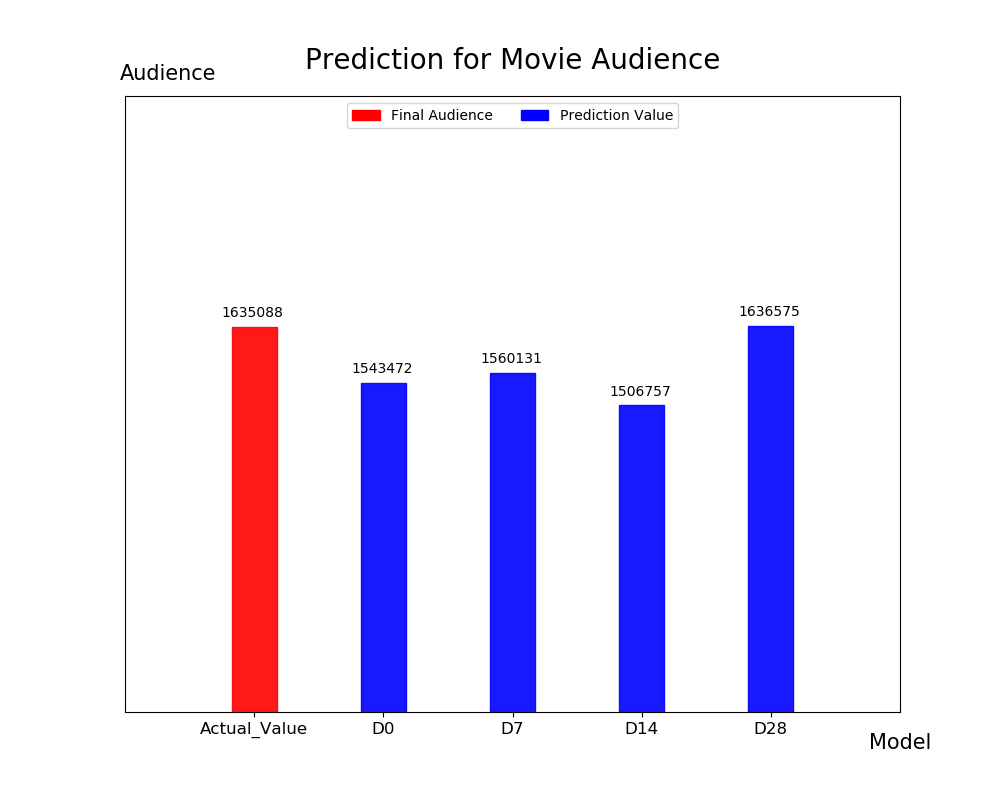 Prediction for Movie Audience
Audience
Final Audience Prediction Value
1635088
1543472
1560131
1506757
1636575
Actual_Value D0 D7 D14 D28
Model